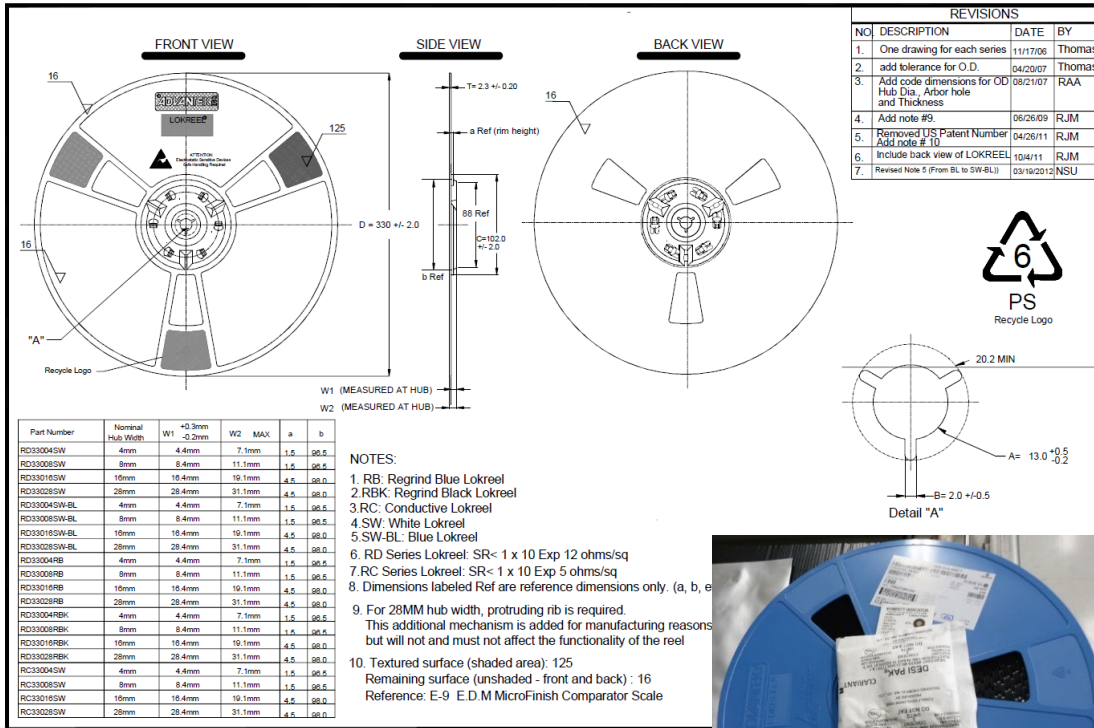 FRONT VIEW
SIDE VIEW
BACK VIEW
REVISIONS
NO DESCRIPTION DATE BY
1. One drawing for each series 11/17/06 Thomas
2. add tolerance for O.D. 04/20/07 Thomas
3. Add code dimensions for OD 08/21/07 RAA
Hub Dia., Arbor hole
and Thickness
4. Add note #9. 06/26/09 RJM
5. Removed US Patent Number 04/26/11 RJM
Add note # 10
6. Include back view of LOKREEL 10/4/11 RJM
7. Revised Note 5 (From BL to SW-BL)) 03/19/2012 NSU
16
ADVANTEK
LOKREEL®
125
ATTENTION
Electrostatic Sensitive Devices
Safe Handling Required
16
"A"
Recycle Logo
D = 330 +/- 2.0
T= 2.3 +/- 0.20
a Ref (rim height)
88 Ref
C=102.0
+/- 2.0
b Ref
W1 (MEASURED AT HUB)
W2 (MEASURED AT HUB)
16
6
PS
Recycle Logo
20.2 MIN
A= 13.0 +0.5
-0.2
B= 2.0 +/-0.5
Detail "A"
Part Number Nominal Hub Width W1 +0.3mm -0.2mm W2 MAX a b
RD33004SW 4mm 4.4mm 7.1mm 1.5 96.5
RD33008SW 8mm 8.4mm 11.1mm 1.5 96.5
RD33016SW 16mm 16.4mm 19.1mm 4.5 98.0
RD33028SW 28mm 28.4mm 31.1mm 4.5 98.0
RD33004SW-BL 4mm 4.4mm 7.1mm 1.5 96.5
RD33008SW-BL 8mm 8.4mm 11.1mm 1.5 96.5
RD33016SW-BL 16mm 16.4mm 19.1mm 4.5 98.0
RD33028SW-BL 28mm 28.4mm 31.1mm 4.5 98.0
RD33004RB 4mm 4.4mm 7.1mm 1.5 96.5
RD33008RB 8mm 8.4mm 11.1mm 1.5 96.5
RD33016RB 16mm 16.4mm 19.1mm 4.5 98.0
RD33028RB 28mm 28.4mm 31.1mm 4.5 98.0
RD33004RBK 4mm 4.4mm 7.1mm 1.5 96.5
RD33008RBK 8mm 8.4mm 11.1mm 1.5 96.5
RD33016RBK 16mm 16.4mm 19.1mm 4.5 98.0
RD33028RBK 28mm 28.4mm 31.1mm 4.5 98.0
RC33004SW 4mm 4.4mm 7.1mm 1.5 96.5
RC33008SW 8mm 8.4mm 11.1mm 1.5 96.5
RC33016SW 16mm 16.4mm 19.1mm 4.5 98.0
RC33028SW 28mm 28.4mm 31.1mm 4.5 98.0
NOTES:
1. RB: Regrind Blue Lokreel
2.RBK: Regrind Black Lokreel
3.RC: Conductive Lokreel
4.SW: White Lokreel
5.SW-BL: Blue Lokreel
6. RD Series Lokreel: SR< 1 x 10 Exp 12 ohms/sq
7.RC Series Lokreel: SR< 1 x 10 Exp 5 ohms/sq
8. Dimensions labeled Ref are reference dimensions only. (a, b, e
9. For 28MM hub width, protruding rib is required.
This additional mechanism is added for manufacturing reasons
but will not and must not affect the functionality of the reel
10. Textured surface (shaded area): 125
Remaining surface (unshaded - front and back) : 16
Reference: E-9 E.D.M MicroFinish Comparator Scale
DESI PAK
CLARIANT
DO NOT EAT